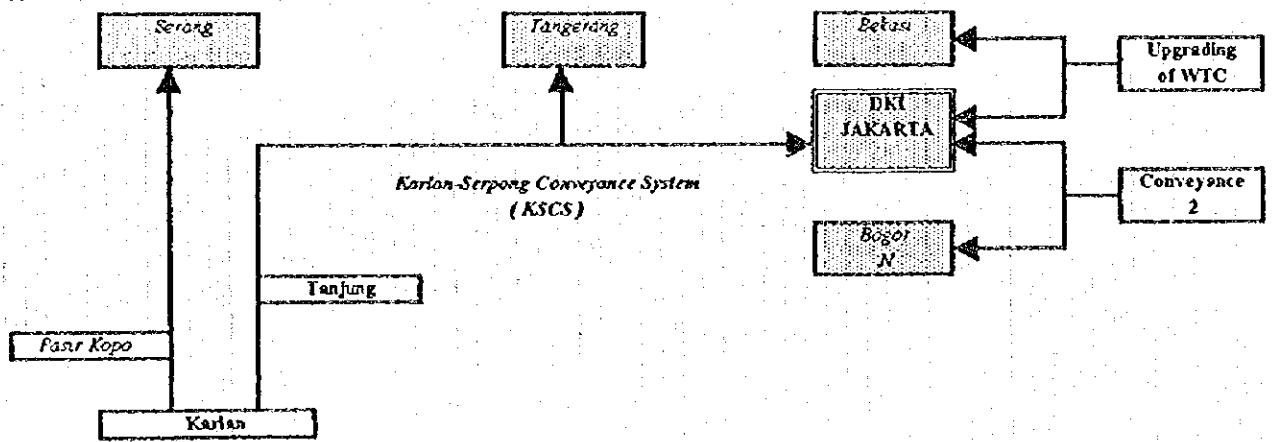 Serang
Tangerang
Bekasi
Upgrading
of WTC
DKI
JAKARTA
Karian-Serpong Conveyance System
(KSCS)
Conveyance
2
Bogor
N
Tanjung
Pasir Kopo
Karian